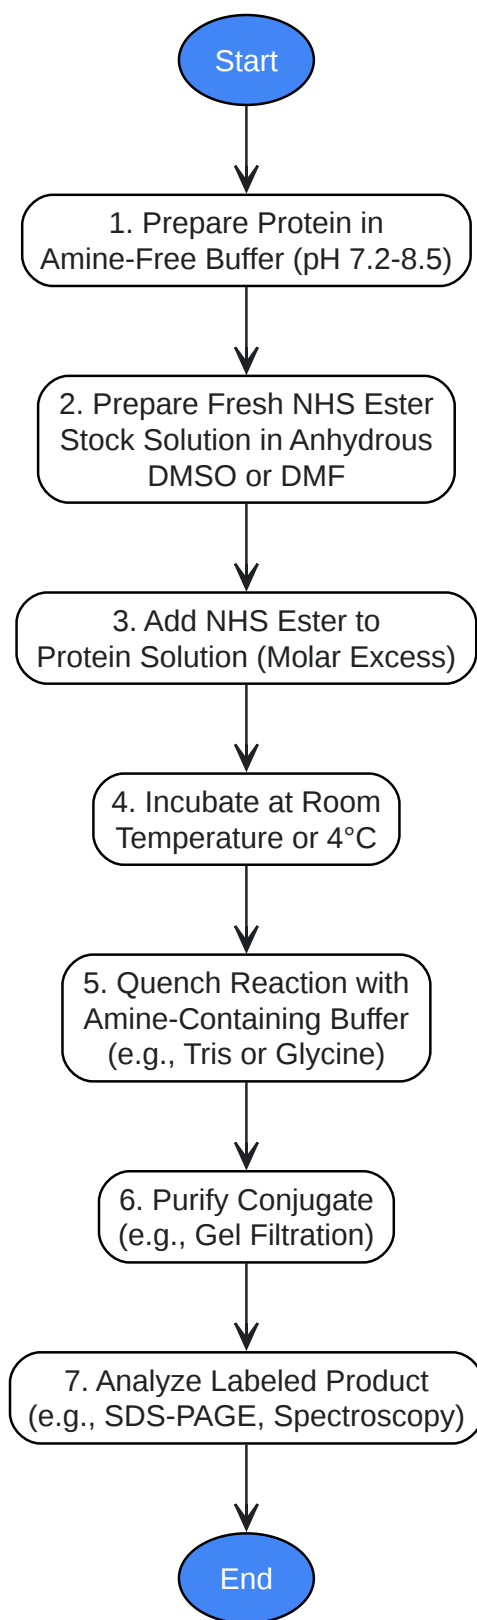 Start
1. Prepare Protein in
Amine-Free Buffer (pH 7.2-8.5)
2. Prepare Fresh NHS Ester
Stock Solution in Anhydrous
DMSO or DMF
3. Add NHS Ester to
Protein Solution (Molar Excess)
4. Incubate at Room
Temperature or 4°C
5. Quench Reaction with
Amine-Containing Buffer
(e.g., Tris or Glycine)
6. Purify Conjugate
(e.g., Gel Filtration)
7. Analyze Labeled Product
(e.g., SDS-PAGE, Spectroscopy)
End